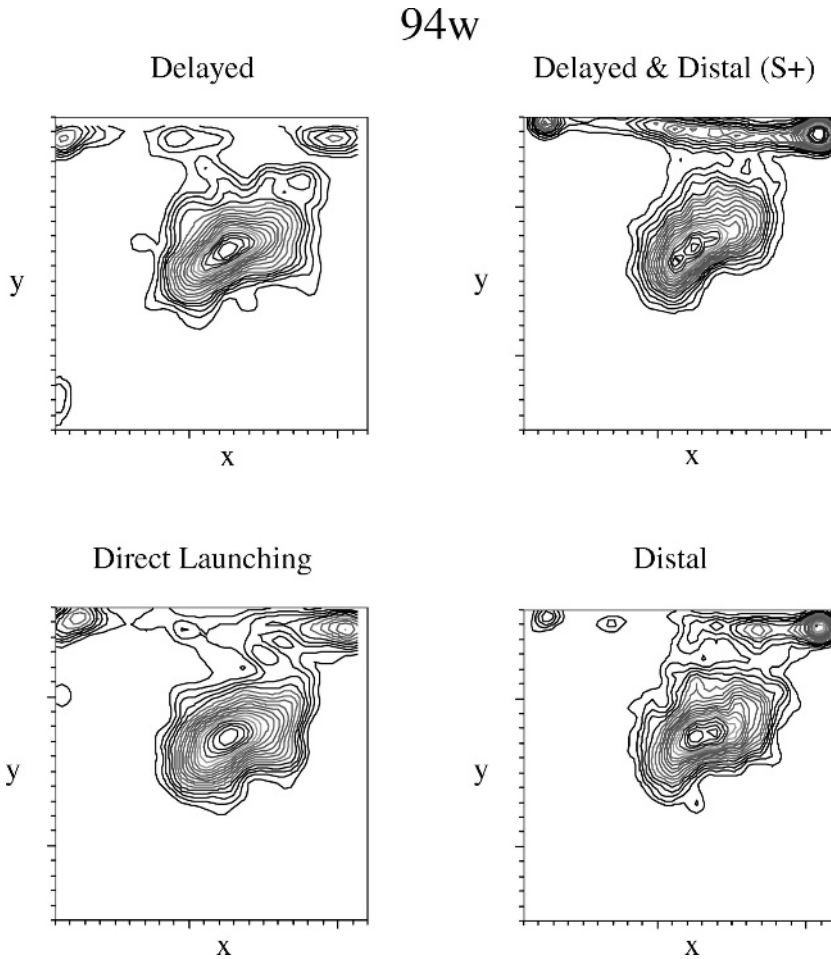 94w
Delayed
Delayed & Distal (S+)
y
y
x
x
Direct Launching
Distal
y
y
x
x